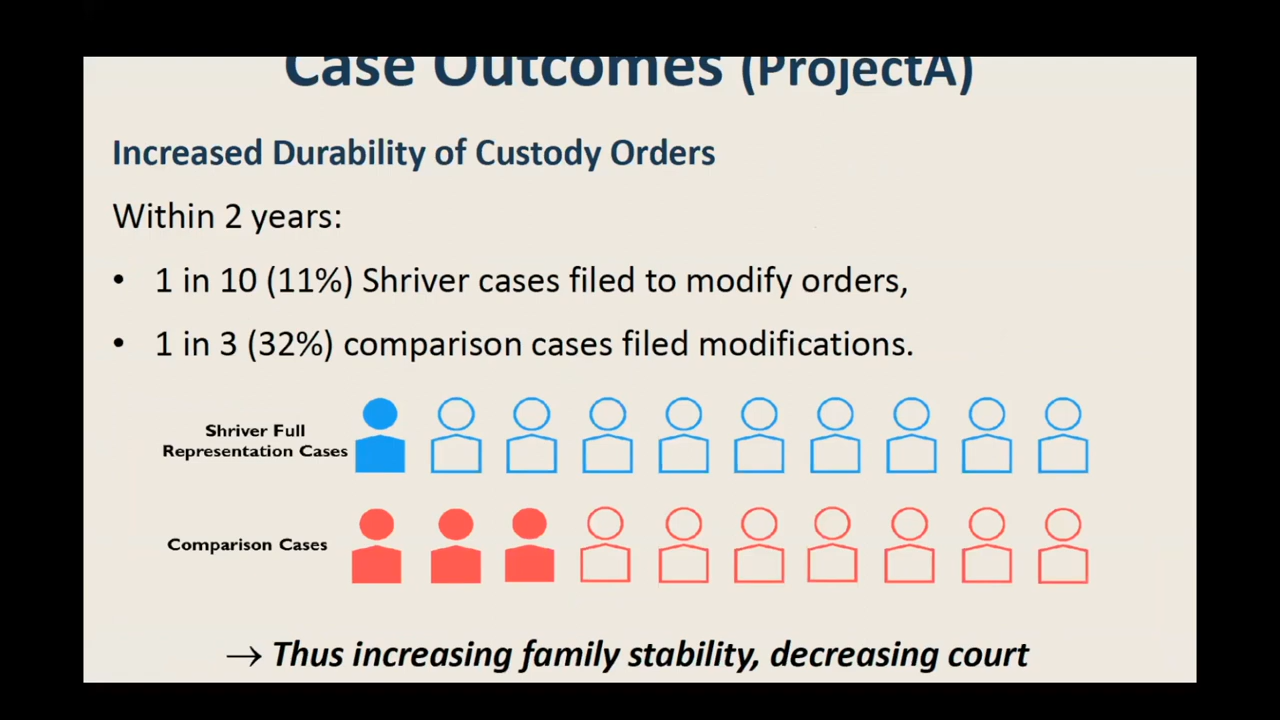 Case Outcomes (ProjectA)
Increased Durability of Custody Orders
Within 2 years:
• 1 in 10 (11%) Shriver cases filed to modify orders,
• 1 in 3 (32%) comparison cases filed modifications.
Shriver Full
Representation Cases
Comparison Cases
→ Thus increasing family stability, decreasing court